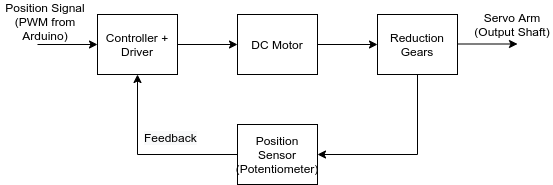 Position Signal
(PWM from
Arduino)
Controller +
Driver
DC Motor
Reduction
Gears
Servo Arm
(Output Shaft)
Feedback
Position
Sensor
(Potentiometer)